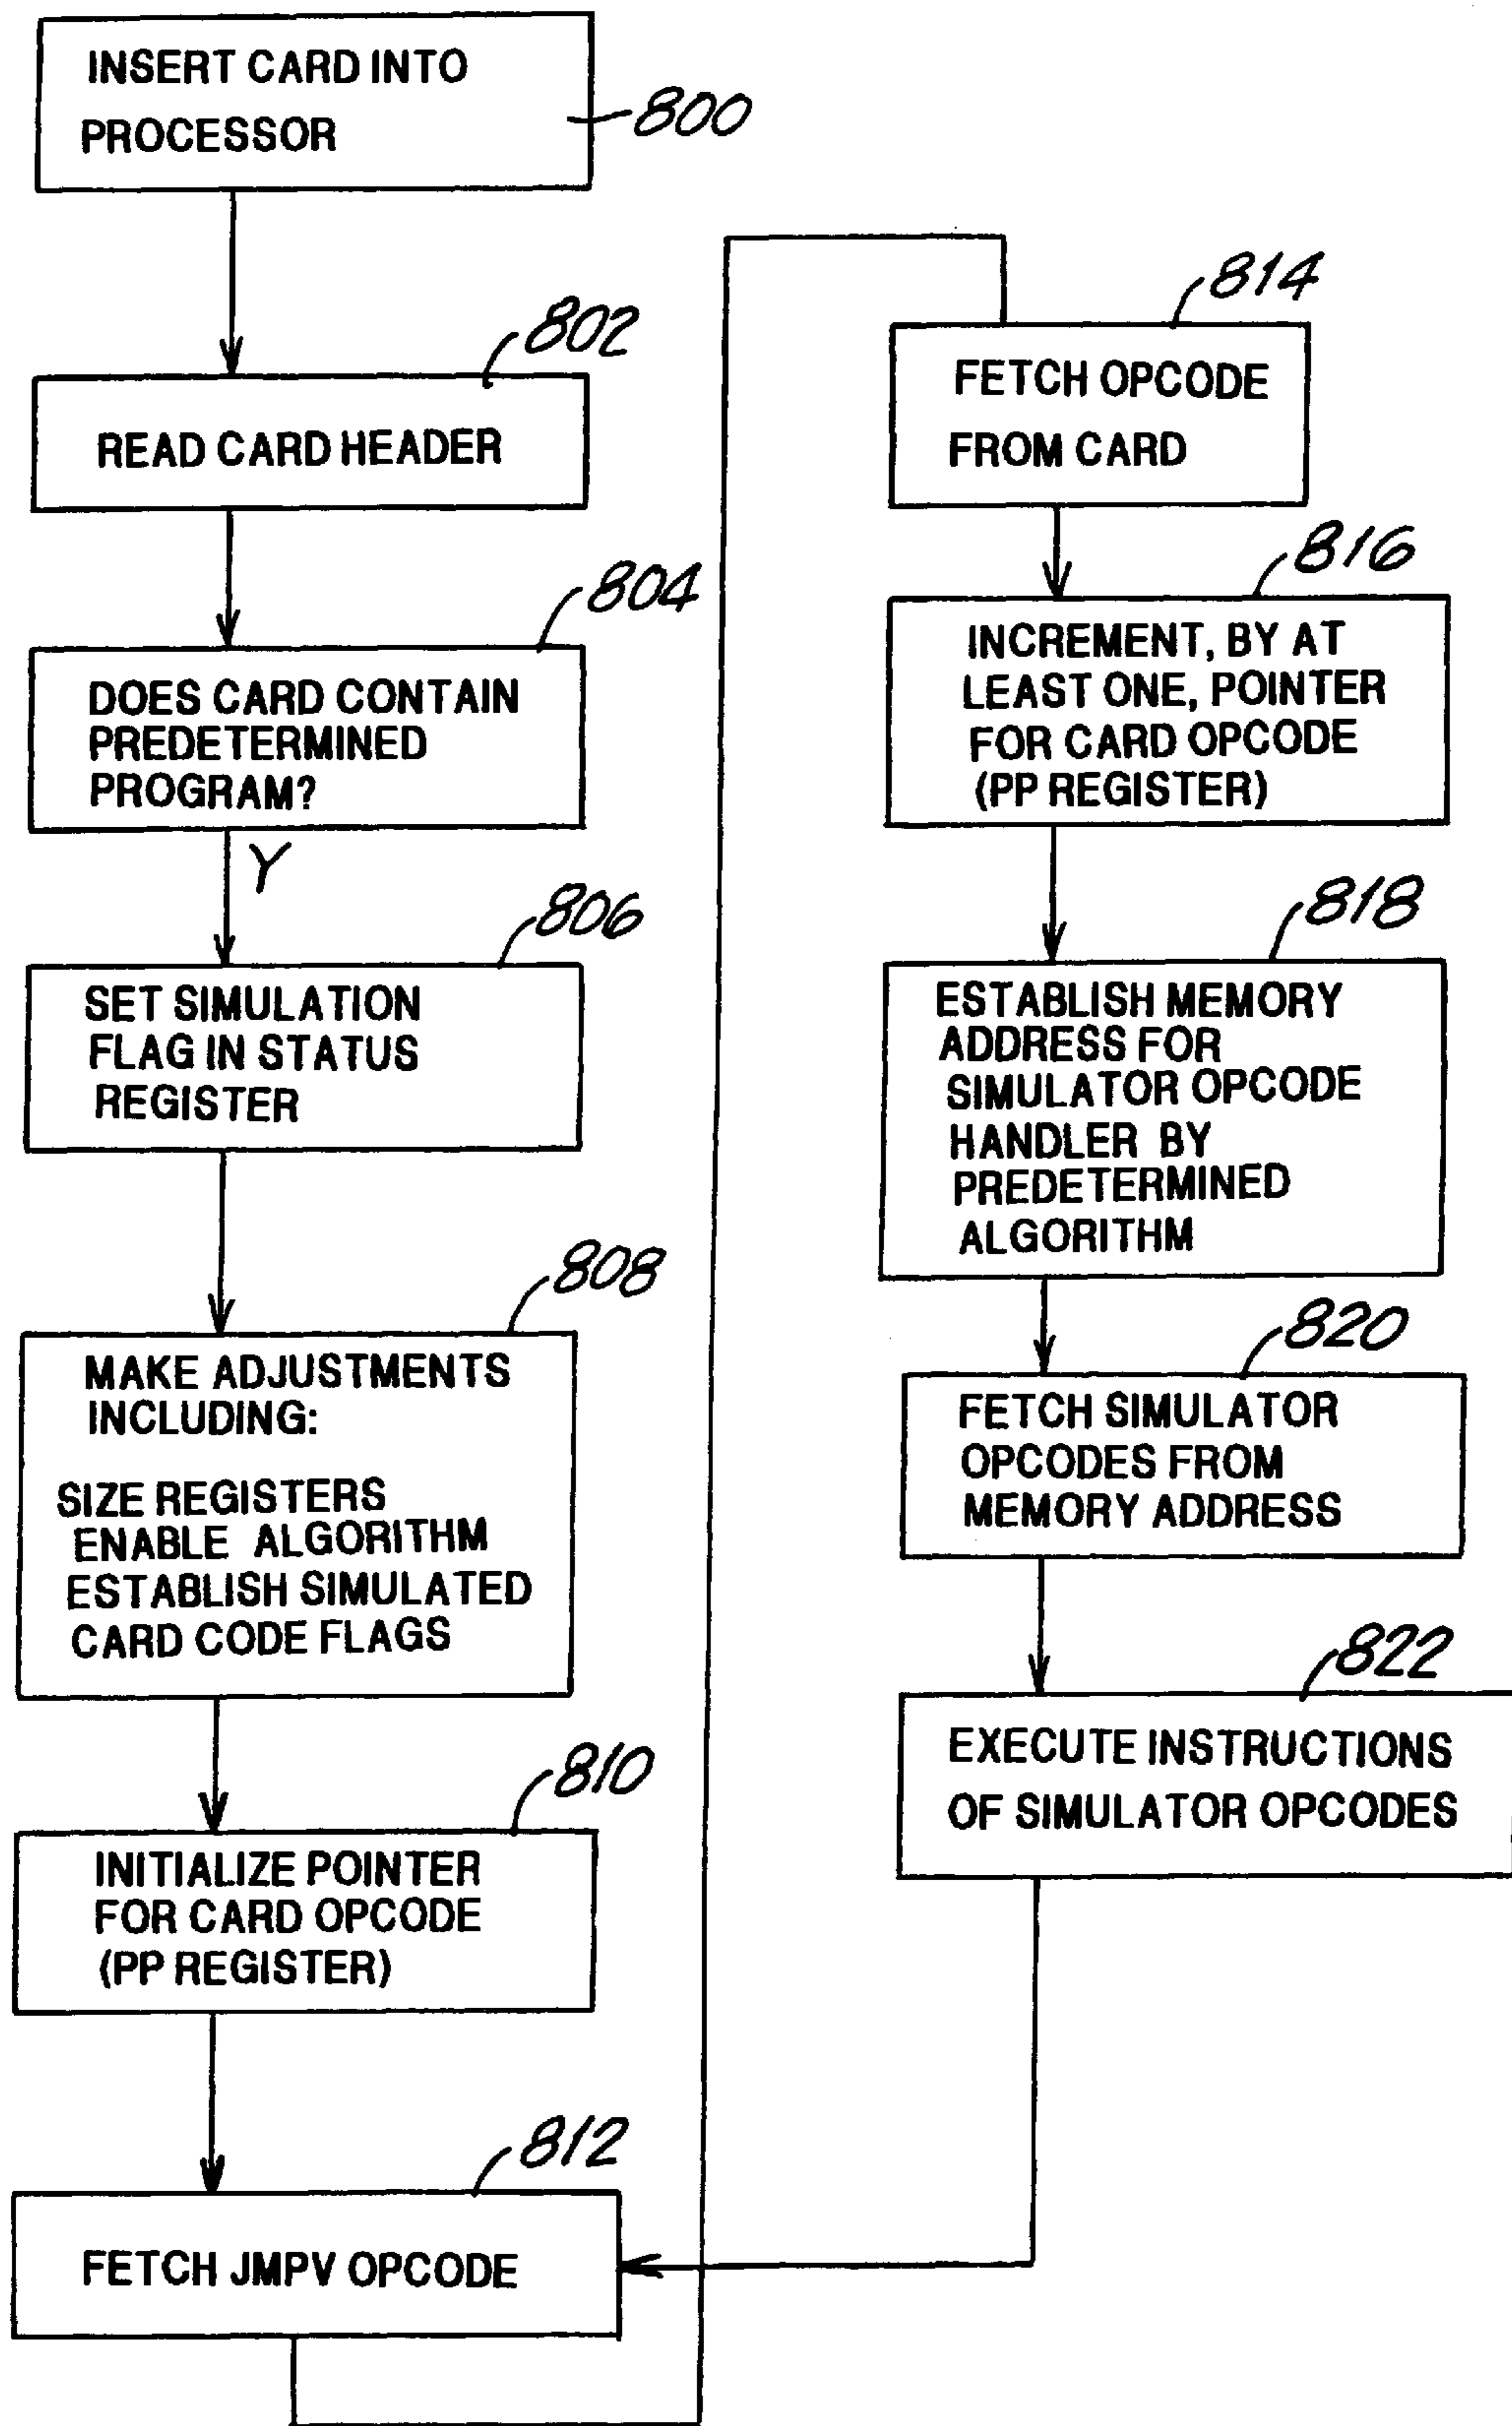 INSERT CARD INTO
PROCESSOR
800
802
READ CARD HEADER
804
DOES CARD CONTAIN
PREDETERMINED
PROGRAM?
Y
806
SET SIMULATION
FLAG IN STATUS
REGISTER
808
MAKE ADJUSTMENTS
INCLUDING:
SIZE REGISTERS
ENABLE ALGORITHM
ESTABLISH SIMULATED
CARD CODE FLAGS
810
INITIALIZE POINTER
FOR CARD OPCODE
(PP REGISTER)
812
FETCH JMPV OPCODE
814
FETCH OPCODE
FROM CARD
816
INCREMENT, BY AT
LEAST ONE, POINTER
FOR CARD OPCODE
(PP REGISTER)
818
ESTABLISH MEMORY
ADDRESS FOR
SIMULATOR OPCODE
HANDLER BY
PREDETERMINED
ALGORITHM
820
FETCH SIMULATOR
OPCODES FROM
MEMORY ADDRESS
822
EXECUTE INSTRUCTIONS
OF SIMULATOR OPCODES